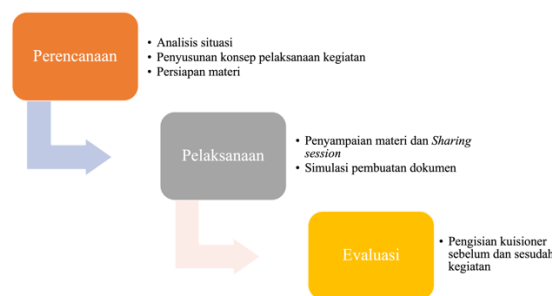 Perencanaan
• Analisis situasi
• Penyusunan konsep pelaksanaan kegiatan
• Persiapan materi
Pelaksanaan
• Penyampaian materi dan Sharing
session
• Simulasi pembuatan dokumen
Evaluasi
• Pengisian kuisioner
sebelum dan sesudah
kegiatan